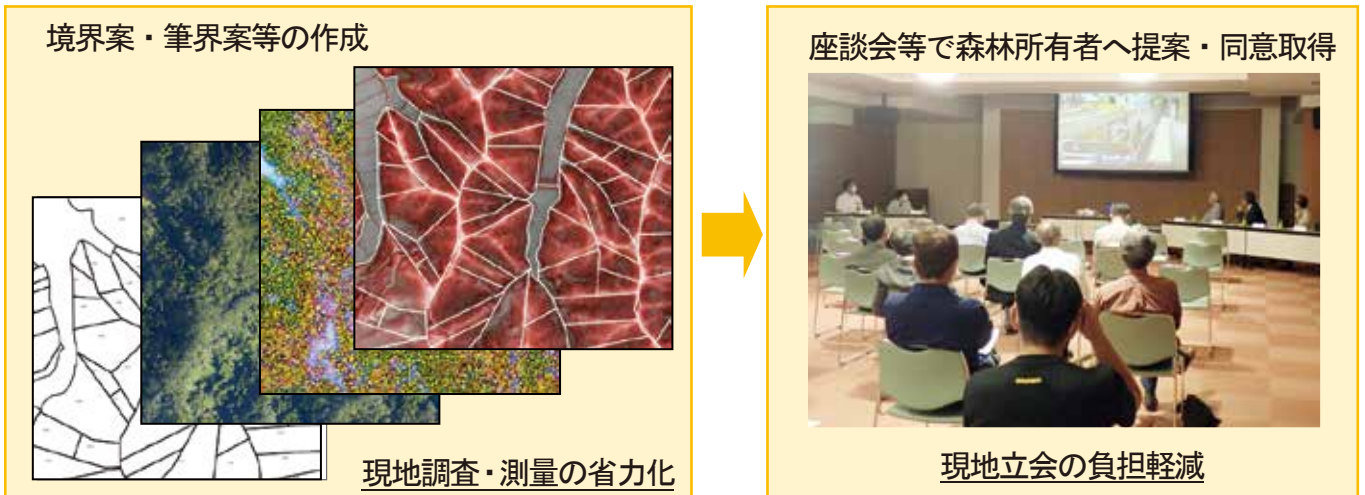 境界案・筆界案等の作成
現地調査・測量の省力化
座談会等で森林所有者へ提案・同意取得
現地立会の負担軽減